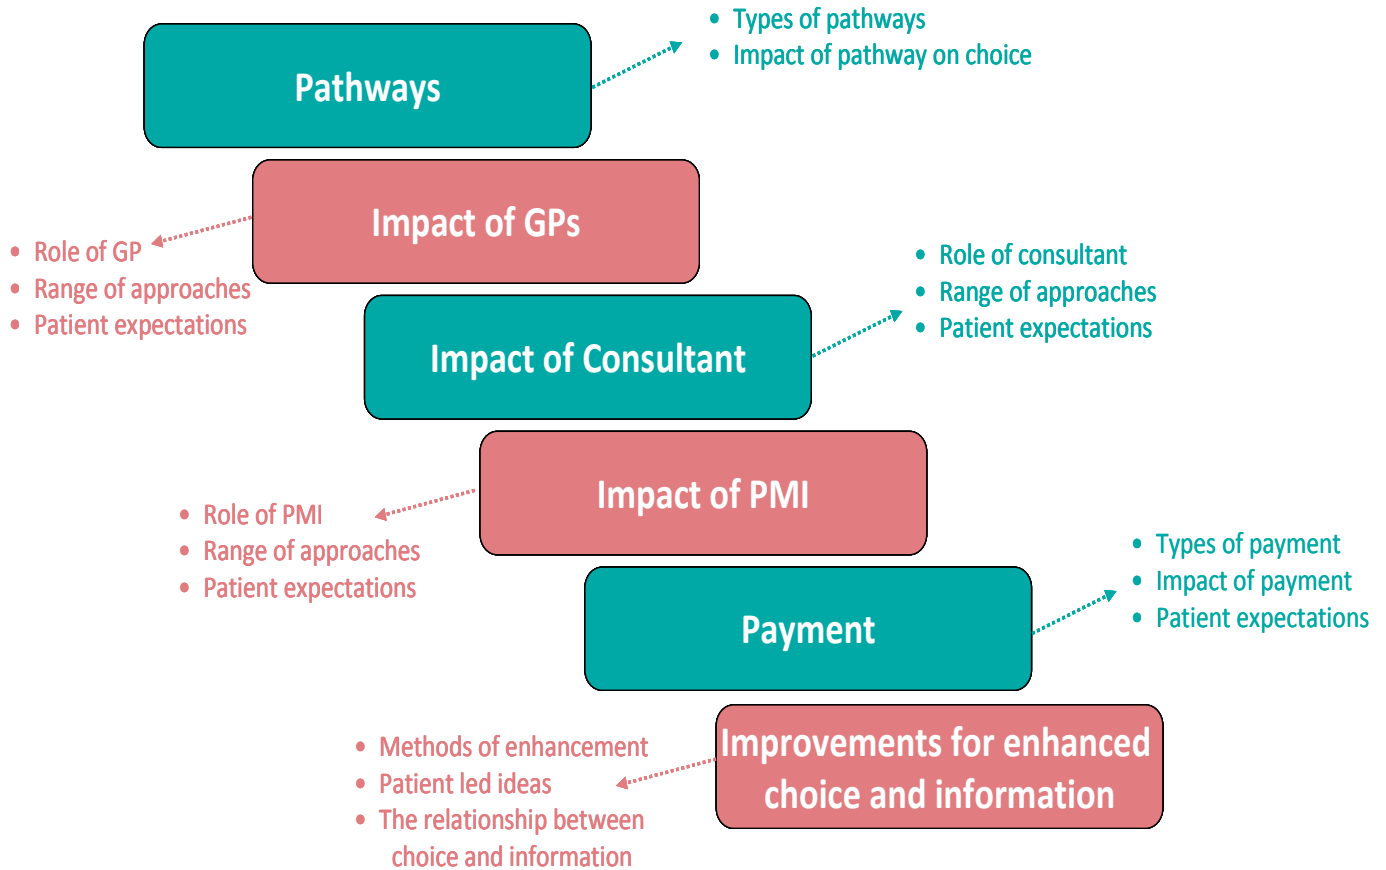 Pathways
• Types of pathways
• Impact of pathway on choice
Impact of GPs
• Role of GP
• Range of approaches
• Patient expectations
Impact of Consultant
• Role of consultant
• Range of approaches
• Patient expectations
Impact of PMI
• Role of PMI
• Range of approaches
• Patient expectations
Payment
• Types of payment
• Impact of payment
• Patient expectations
Improvements for enhanced
choice and information
• Methods of enhancement
• Patient led ideas
• The relationship between
choice and information